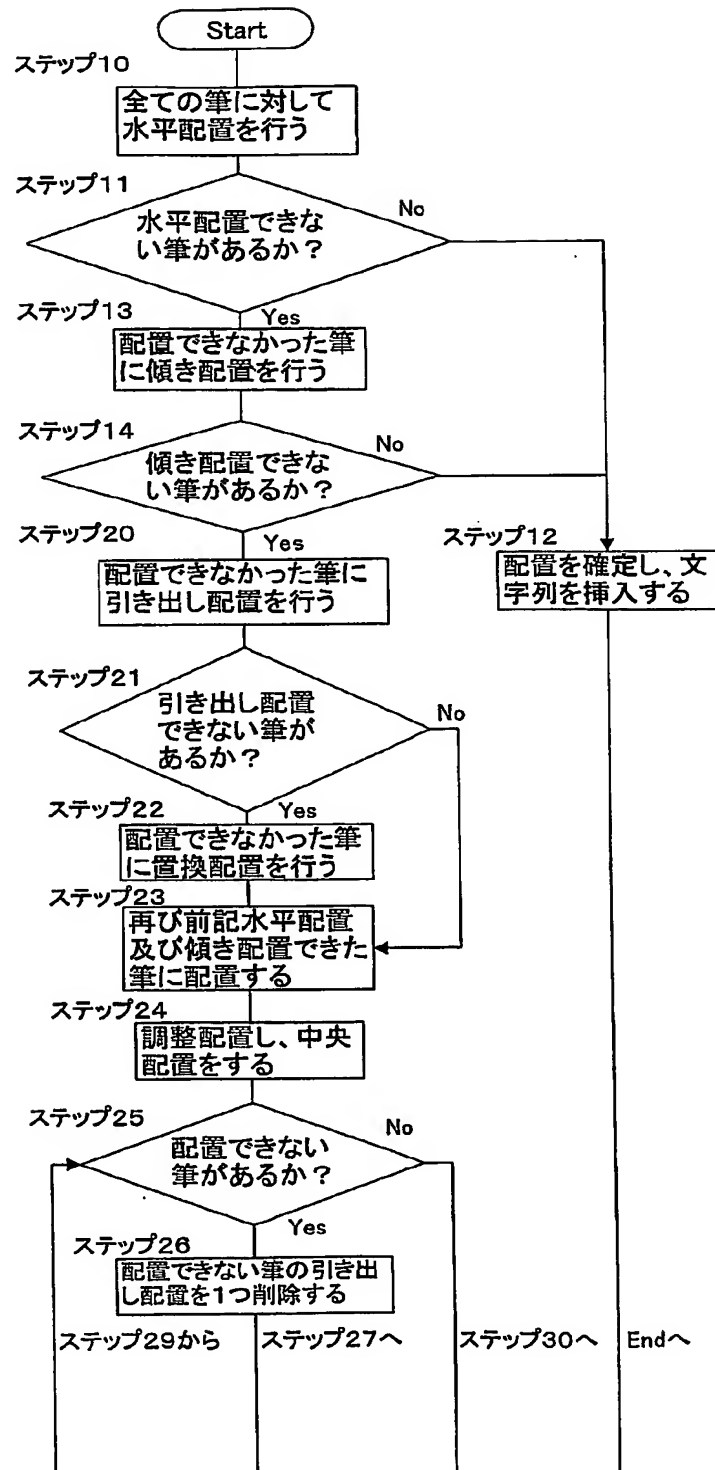 Start
ステップ10
全ての筆に対して
水平配置を行う
ステップ11
水平配置できな
い筆があるか？
No
ステップ13
Yes
配置できなかった筆
に傾き配置を行う
ステップ14
No
傾き配置できな
い筆があるか？
ステップ20
Yes
ステップ12
配置できなかった筆に
引き出し配置を行う
配置を確定し、文
字列を挿入する
ステップ21
引き出し配置
できない筆が
あるか？
No
ステップ22
Yes
配置できなかった筆
に置換配置を行う
ステップ23
再び前記水平配置
及び傾き配置できた
筆に配置する
ステップ24
調整配置し、中央
配置をする
ステップ25
No
配置できない
筆があるか？
Yes
ステップ26
配置できない筆の引き出
し配置を1つ削除する
ステップ29から
ステップ27へ
ステップ30へ
Endへ